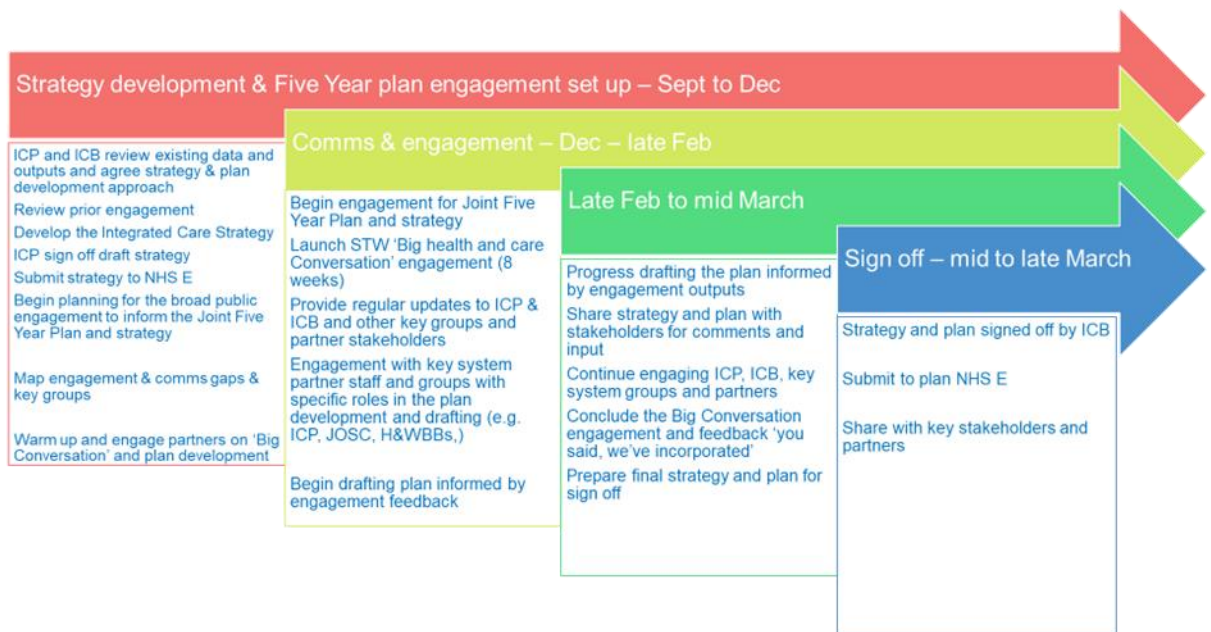 Strategy development & Five Year plan engagement set up – Sept to Dec
ICP and ICB review existing data and
outputs and agree strategy & plan
development approach
Review prior engagement
Develop the Integrated Care Strategy
ICP sign off draft strategy
Submit strategy to NHS E
Begin planning for the broad public
engagement to inform the Joint Five
Year Plan and strategy
Map engagement & comms gaps &
key groups
Warm up and engage partners on ‘Big
Conversation’ and plan development
Comms & engagement – Dec – late Feb
Begin engagement for Joint Five
Year Plan and strategy
Launch STW ‘Big health and care
Conversation’ engagement (8
weeks)
Provide regular updates to ICP &
ICB and other key groups and
partner stakeholders
Engagement with key system
partner staff and groups with
specific roles in the plan
development and drafting (e.g.
ICP, JOSC, H&WBBs,)
Begin drafting plan informed by
engagement feedback
Late Feb to mid March
Progress drafting the plan informed
by engagement outputs
Share strategy and plan with
stakeholders for comments and
input
Continue engaging ICP, ICB, key
system groups and partners
Conclude the Big Conversation
engagement and feedback ‘you
said, we’ve incorporated’
Prepare final strategy and plan for
sign off
Sign off – mid to late March
Strategy and plan signed off by ICB
Submit to plan NHS E
Share with key stakeholders and
partners